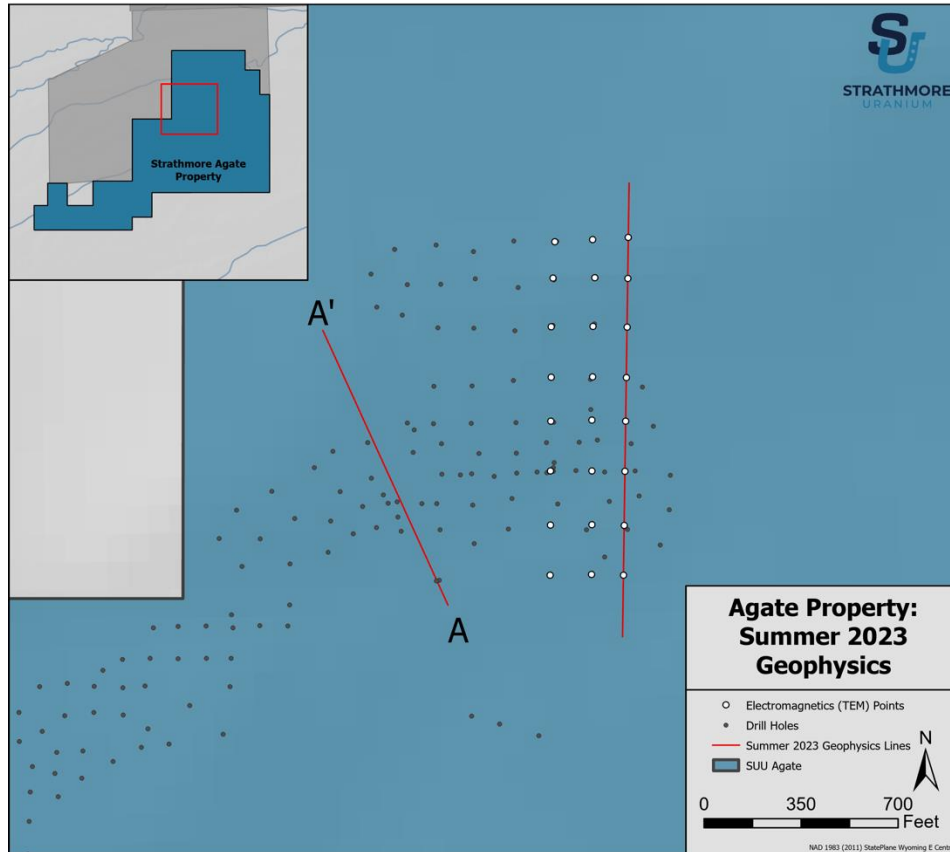 STRATHMORE
URANIUM
Strathmore Agate
Property
A'
A
Agate Property:
Summer 2023
Geophysics
Electromagnetics (TEM) Points
Drill Holes
Summer 2023 Geophysics Lines
SUU Agate
N
0 350 700
Feet
NAD 1983 (2011) StatePlane Wyoming E Centr